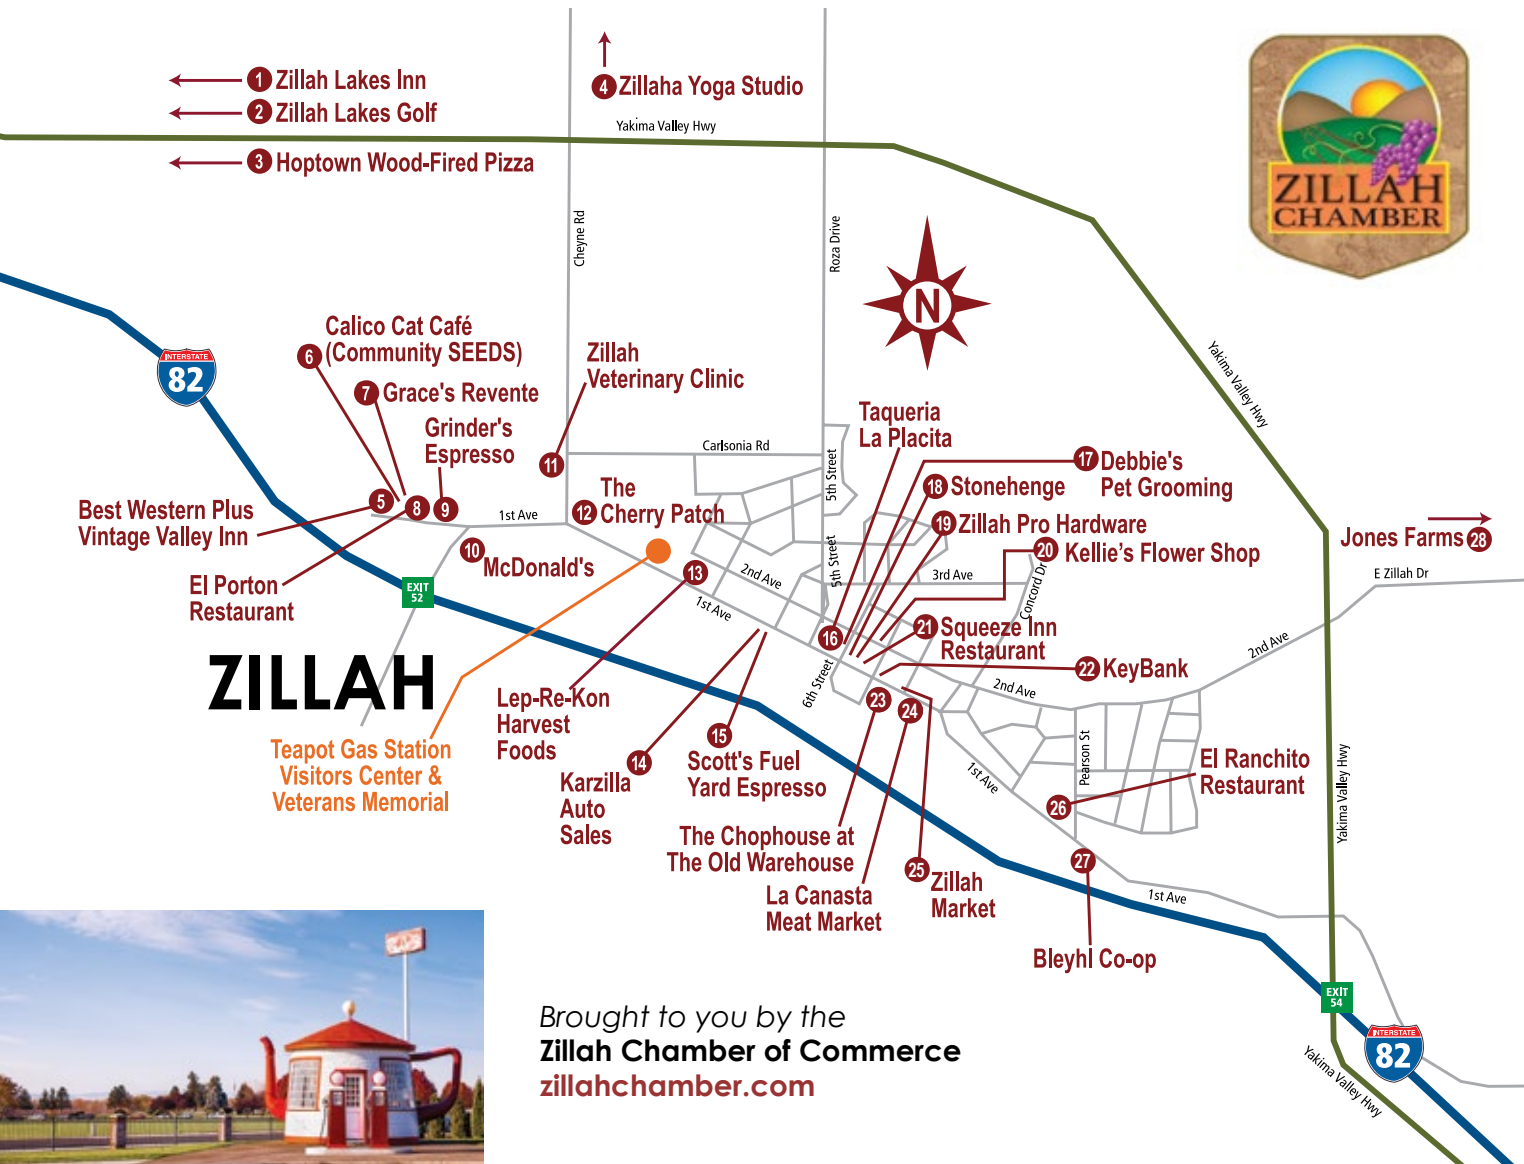 1 Zillah Lakes Inn
2 Zillah Lakes Golf
3 Hoptown Wood-Fired Pizza
4 Zillaha Yoga Studio
Yakima Valley Hwy
ZILLAH
CHAMBER
Cheyne Rd
Roza Drive
N
INTERSTATE
82
6 Calico Cat Café
(Community SEEDS)
7 Grace's Revente
Grinder's
Espresso
9
Zillah
Veterinary Clinic
11
Yakima Valley Hwy
Taqueria
La Placita
Carlsonia Rd
5th Street
17 Debbie's
Pet Grooming
18 Stonehenge
19 Zillah Pro Hardware
20 Kellie's Flower Shop
Jones Farms 28
E Zillah Dr
5
8
Best Western Plus
Vintage Valley Inn
1st Ave
12 The
Cherry Patch
10 McDonald's
El Porton
Restaurant
EXIT
52
13
2nd Ave
1st Ave
5th Street
3rd Ave
Concord Dr
16
21 Squeeze Inn
Restaurant
22 KeyBank
2nd Ave
2nd Ave
6th Street
ZILLAH
Lep-Re-Kon
Harvest
Foods
23
24
Teapot Gas Station
Visitors Center &
Veterans Memorial
14
Karzilla
Auto
Sales
15
Scott's Fuel
Yard Espresso
Pearson St
1st Ave
El Ranchito
Restaurant
26
Yakima Valley Hwy
The Chophouse at
The Old Warehouse
La Canasta
Meat Market
25 Zillah
Market
27
1st Ave
Bleyhl Co-op
EXIT
54
INTERSTATE
82
Yakima Valley Hwy
Brought to you by the
Zillah Chamber of Commerce
zillahchamber.com